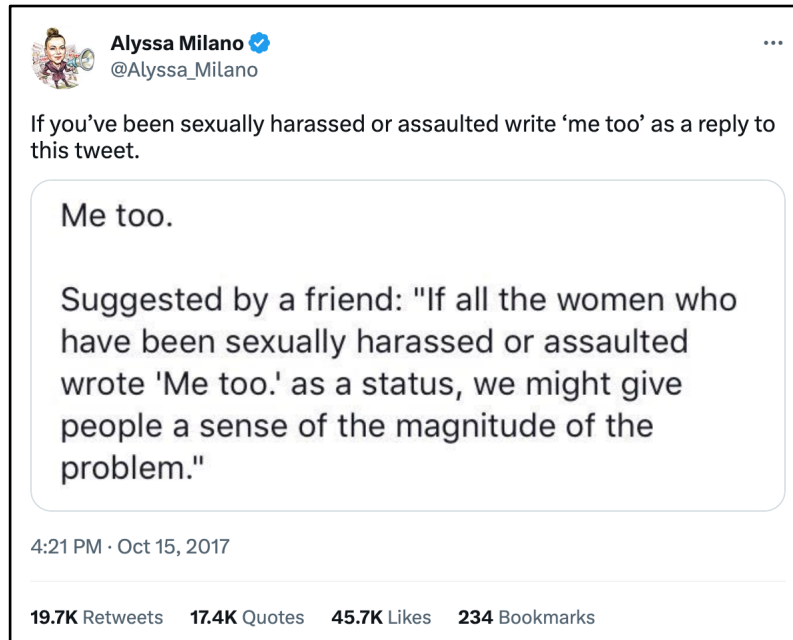 Alyssa Milano
@Alyssa_Milano
If you’ve been sexually harassed or assaulted write ‘me too’ as a reply to
this tweet.
Me too.
Suggested by a friend: "If all the women who
have been sexually harassed or assaulted
wrote 'Me too.' as a status, we might give
people a sense of the magnitude of the
problem."
4:21 PM · Oct 15, 2017
19.7K Retweets 17.4K Quotes 45.7K Likes 234 Bookmarks